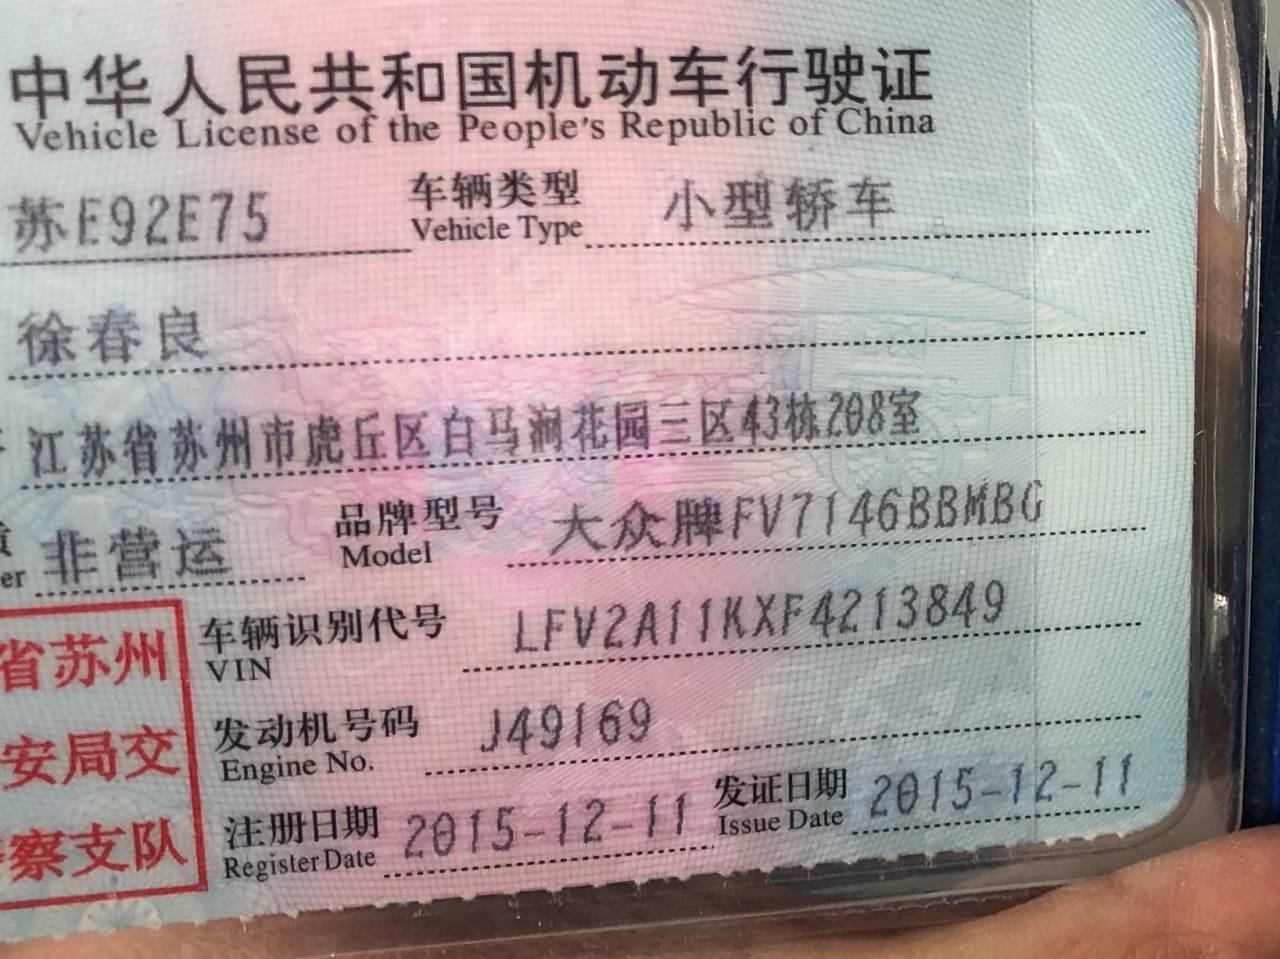 中华人民共和国机动车行驶证
Vehicle License of the People's Republic of China
苏E92E75 车辆类型 小型轿车
Vehicle Type
徐春良
江苏省苏州市虎丘区白马涧花园三区43栋208室
非营运 品牌型号 大众牌FV7146BBMBG
er Model
省苏州 车辆识别代号 LFV2A11KXF4213849
VIN
安局交 发动机号码 J49169
Engine No.
察支队 注册日期 2015-12-11 发证日期 2015-12-11
Register Date Issue Date